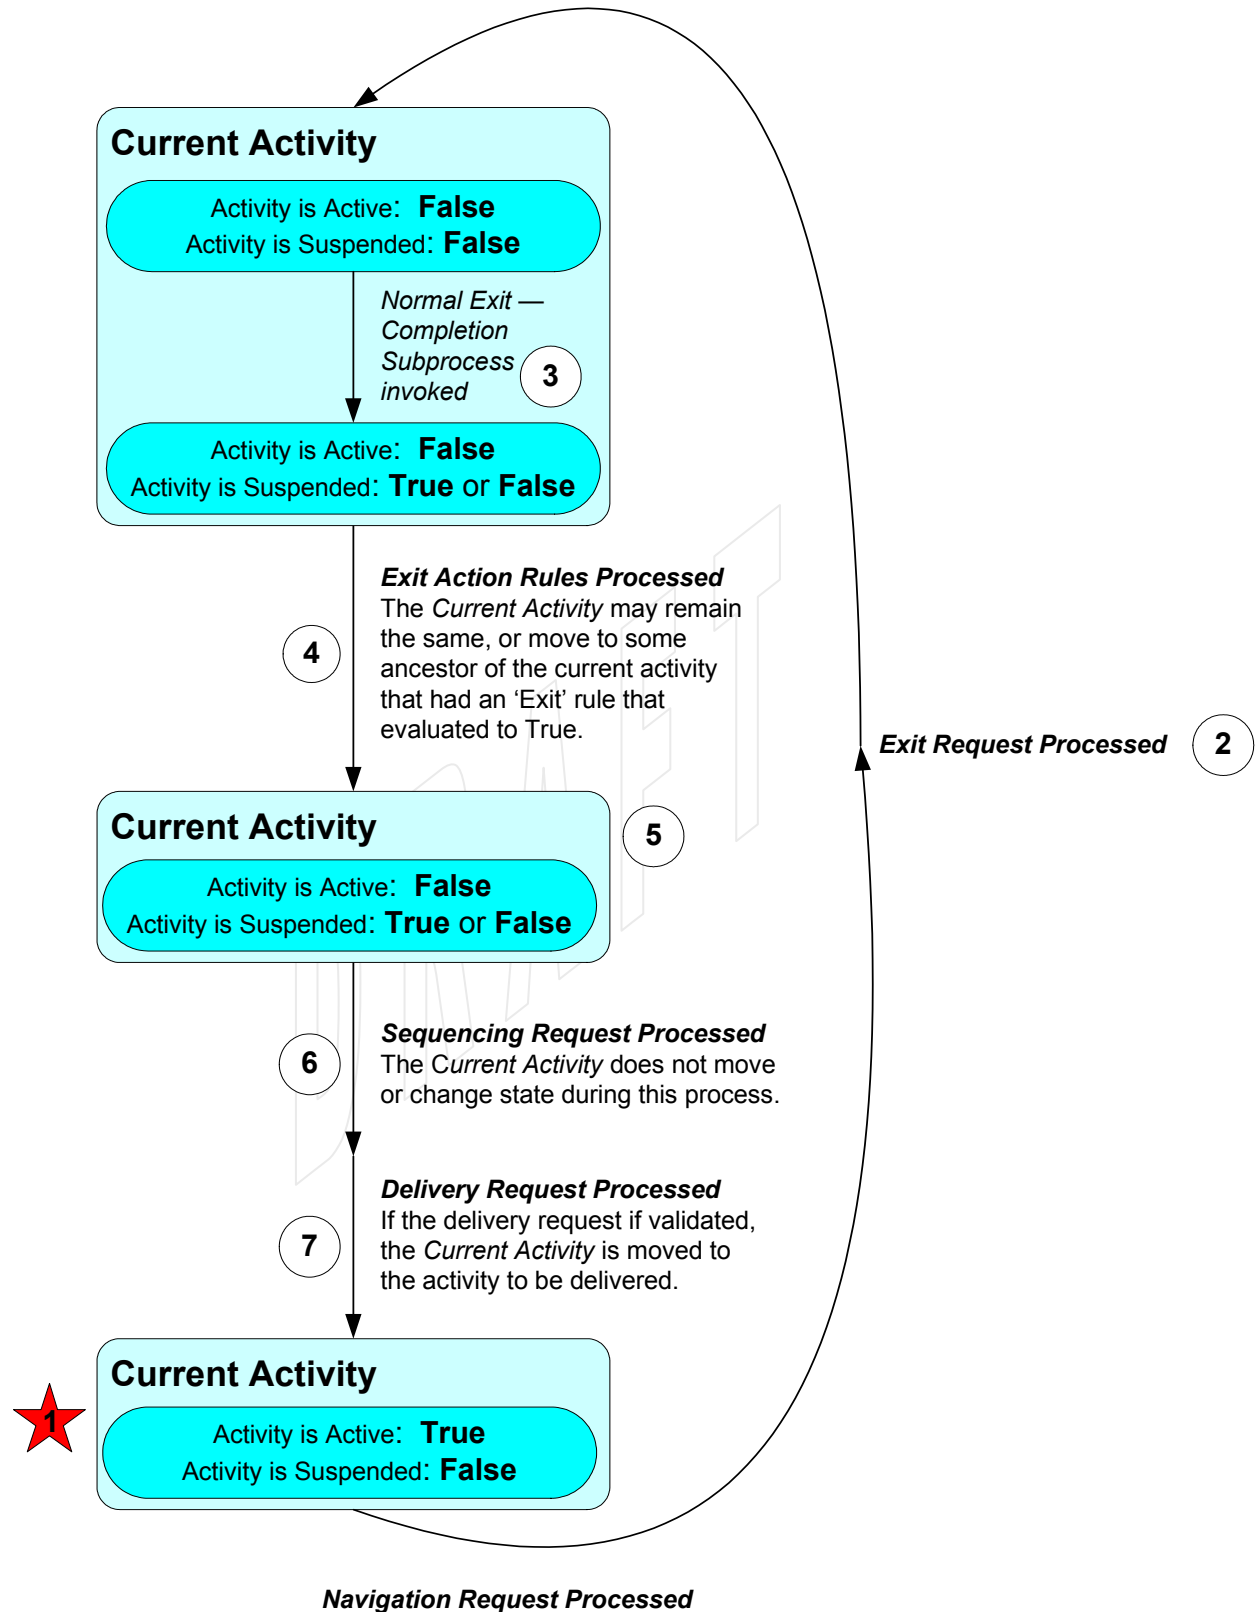 Current Activity
Activity is Active: False
Activity is Suspended: False
Normal Exit —
Completion
Subprocess
invoked
3
Activity is Active: False
Activity is Suspended: True or False
Exit Action Rules Processed
The Current Activity may remain
the same, or move to some
ancestor of the current activity
that had an ‘Exit’ rule that
evaluated to True.
4
Exit Request Processed
2
Current Activity
5
Activity is Active: False
Activity is Suspended: True or False
Sequencing Request Processed
The Current Activity does not move
or change state during this process.
6
Delivery Request Processed
If the delivery request if validated,
the Current Activity is moved to
the activity to be delivered.
7
Current Activity
1
Activity is Active: True
Activity is Suspended: False
Navigation Request Processed
DRAFT